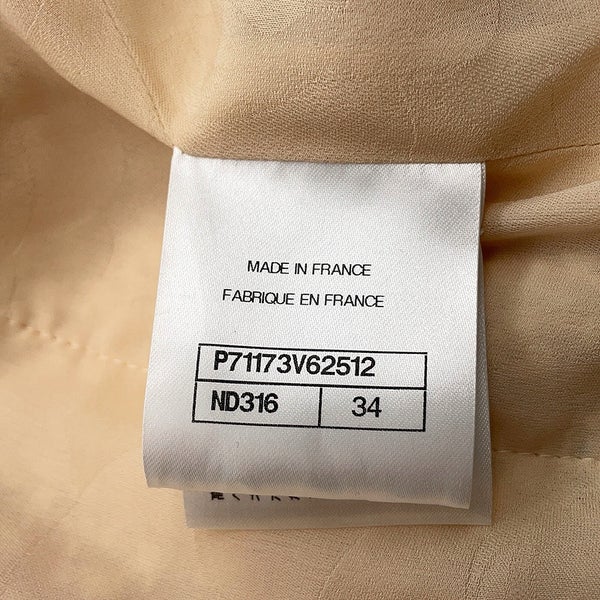 MADE IN FRANCE
FABRIQUE EN FRANCE
P71173V62512
ND316 34